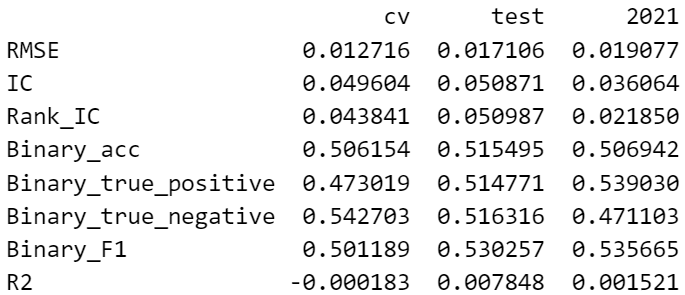 cv test 2021
RMSE 0.012716 0.017106 0.019077
IC 0.049604 0.050871 0.036064
Rank_IC 0.043841 0.050987 0.021850
Binary_acc 0.506154 0.515495 0.506942
Binary_true_positive 0.473019 0.514771 0.539030
Binary_true_negative 0.542703 0.516316 0.471103
Binary_F1 0.501189 0.530257 0.535665
R2 -0.000183 0.007848 0.001521